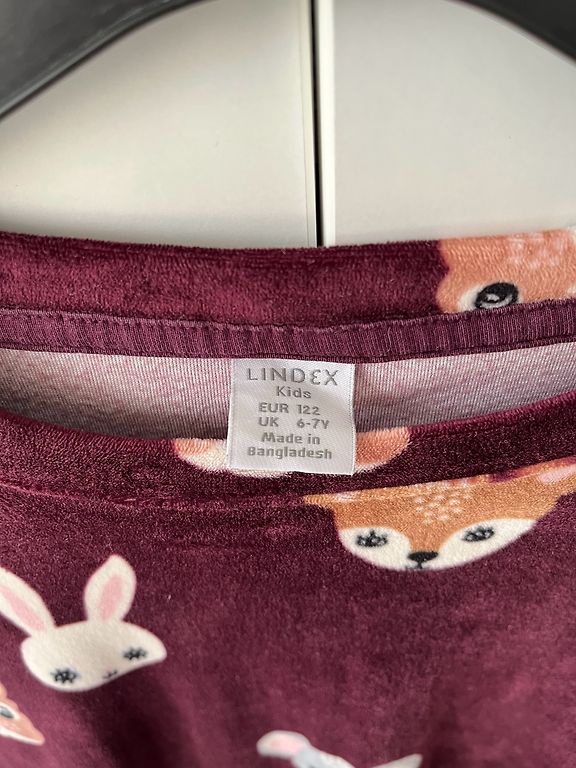 LINDEX
Kids
EUR 122
UK 6-7Y
Made in
Bangladesh